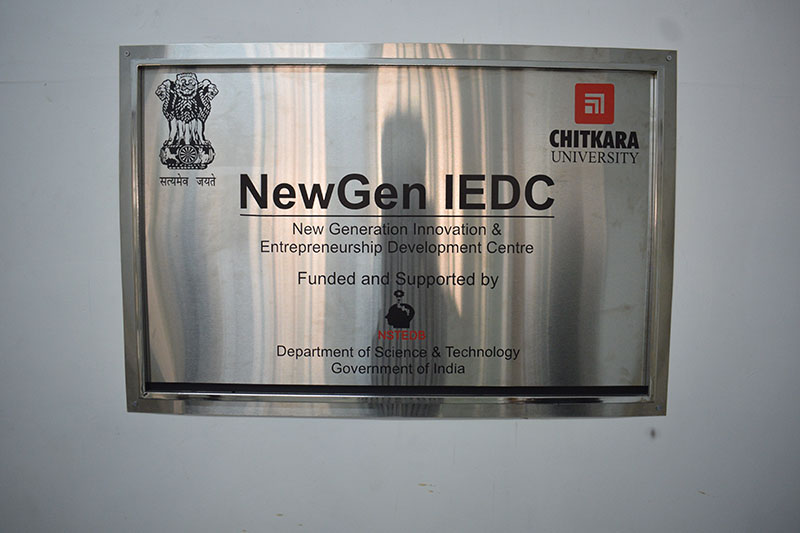 सत्यमेव जयते
CHITKARA
UNIVERSITY
NewGen IEDC
New Generation Innovation &
Entrepreneurship Development Centre
Funded and Supported by
NSTEDB
Department of Science & Technology
Government of India